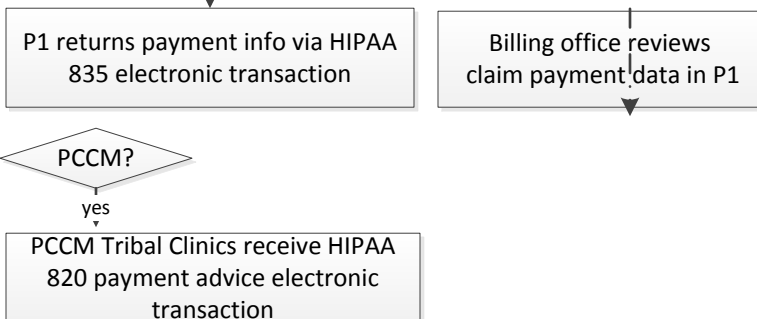 P1 returns payment info via HIPAA
835 electronic transaction
Billing office reviews
claim payment data in P1
PCCM?
yes
PCCM Tribal Clinics receive HIPAA
820 payment advice electronic
transaction